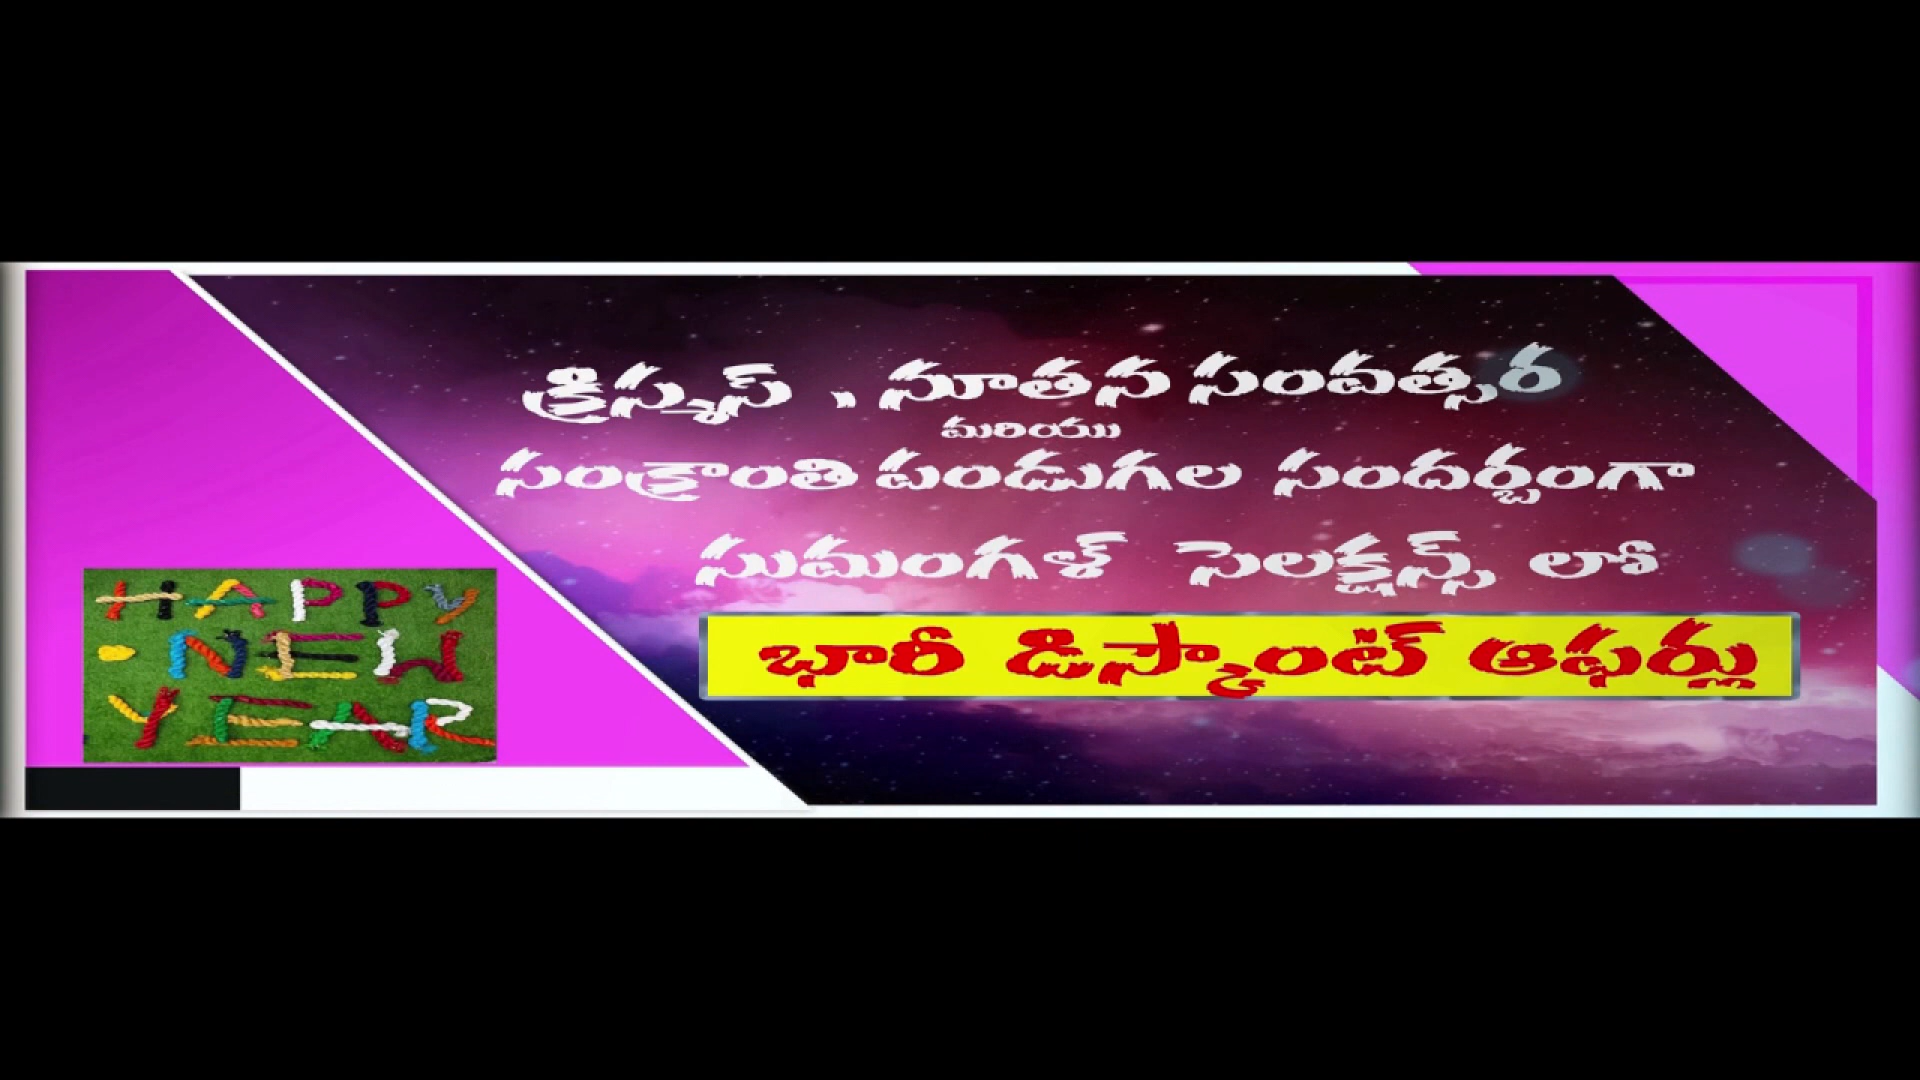 క్రిస్మస్ , నూతన సంవత్సర
మరియు
సంక్రాంతి పండుగల సందర్బంగా
సుమంగళ్ సెలక్షన్స్ లో
భారీ డిస్కౌంట్ ఆఫర్లు
HAPPY
NEW
YEAR